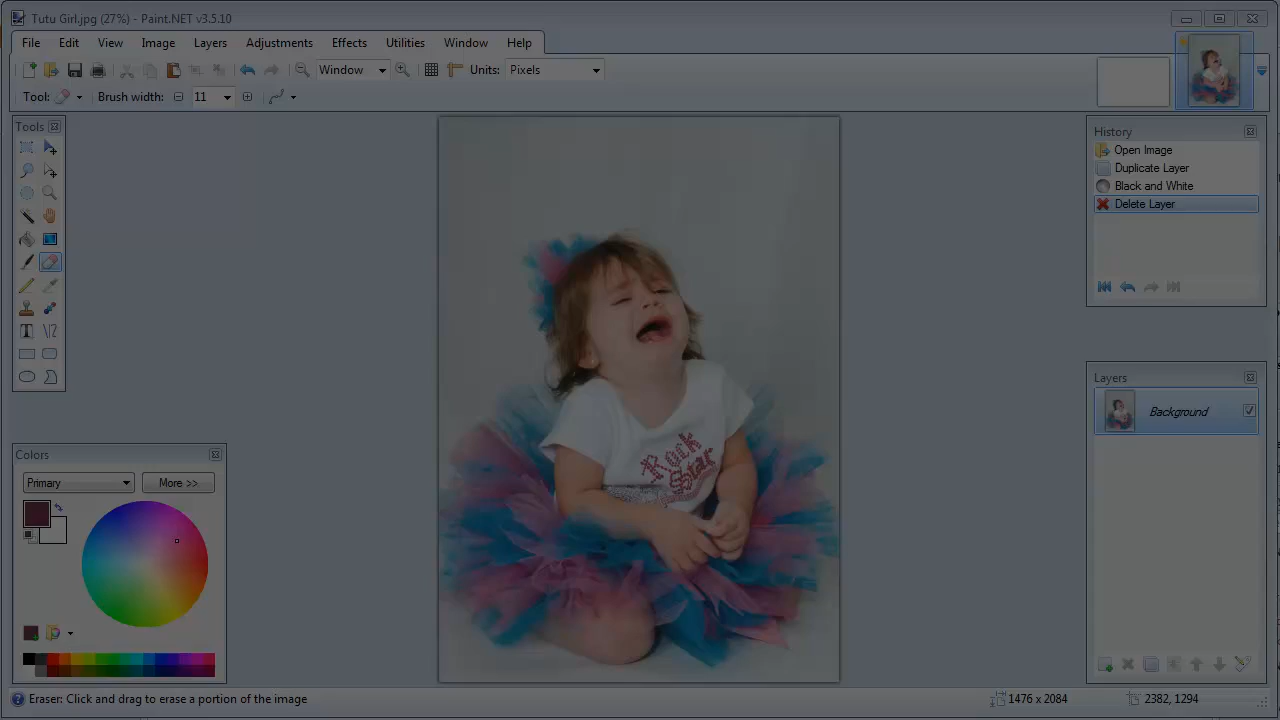 Tutu Girl.jpg (27%) - Paint.NET v3.5.10
File Edit View Image Layers Adjustments Effects Utilities Window Help
Window Units: Pixels
Tool: Brush width: 11
Tools
History
Open Image
Duplicate Layer
Black and White
Delete Layer
Rock
Star
Layers
Background
Colors
Primary More >>
Eraser: Click and drag to erase a portion of the image
1476 x 2084
2382, 1294